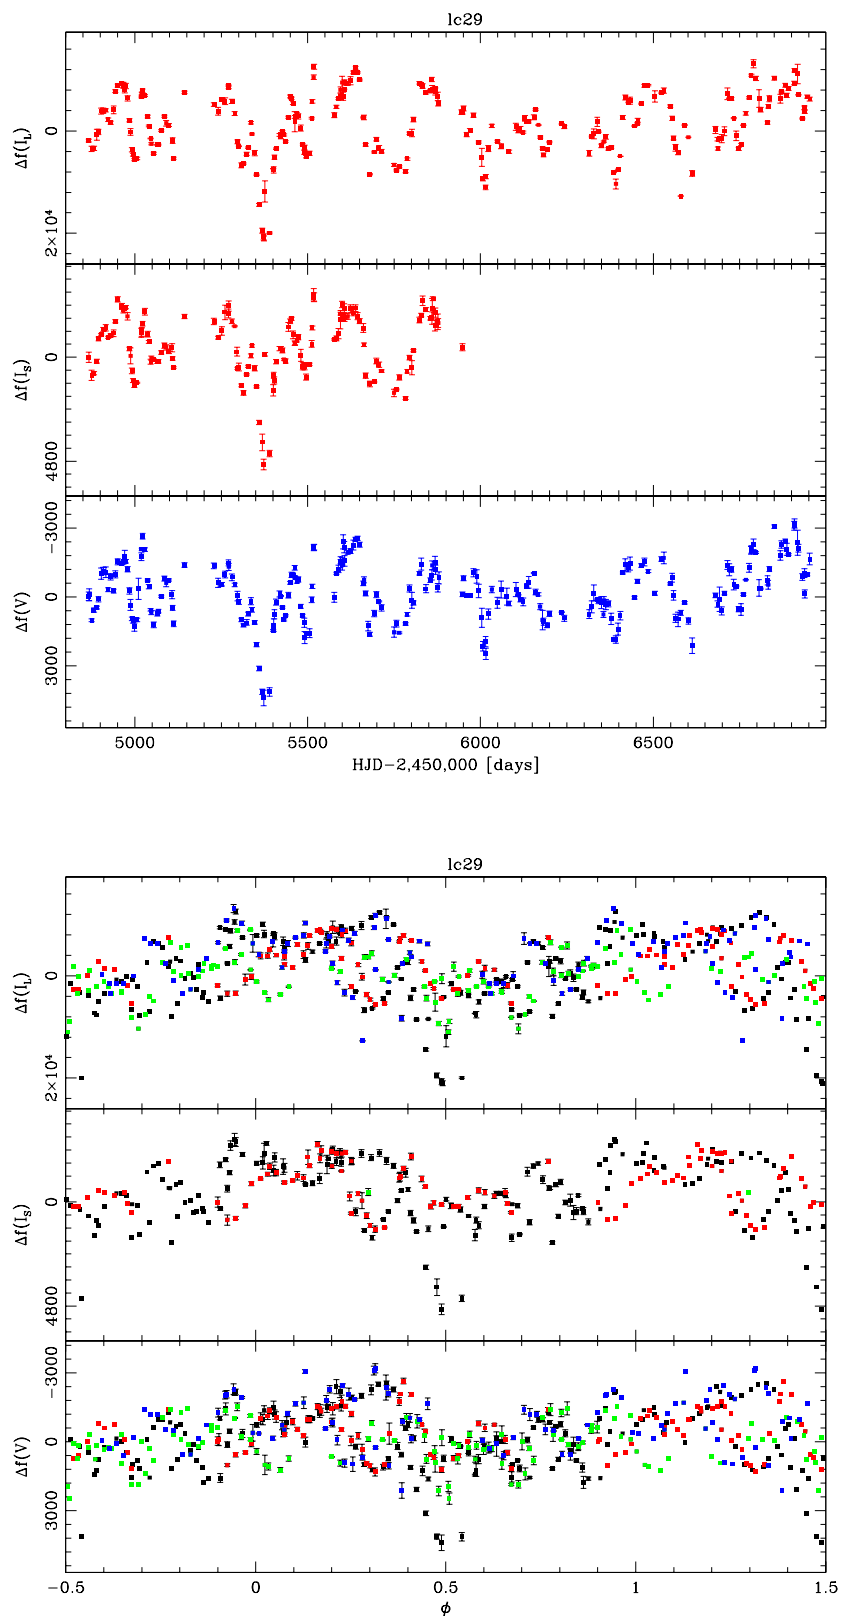 lc29
Δf(I_L)
0
2×10⁴
Δf(I_S)
0
4800
Δf(V)
−3000
0
3000
5000 5500 6000 6500
HJD−2,450,000 [days]
lc29
Δf(I_L)
0
2×10⁴
Δf(I_S)
0
4800
Δf(V)
−3000
0
3000
−0.5 0 0.5 1 1.5
ϕ